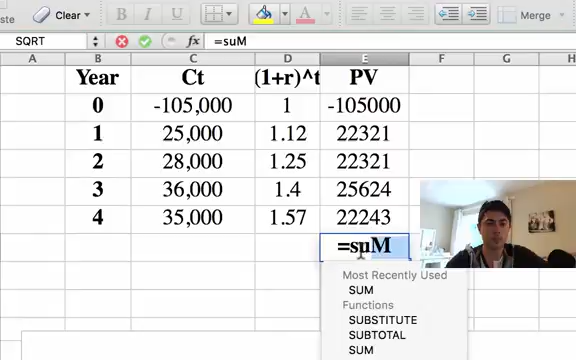 ste
Clear
B I U
A
Merge
SQRT
fx
=suM
A B C D E F G H
Year Ct (1+r)^t PV
0 -105,000 1 -105000
1 25,000 1.12 22321
2 28,000 1.25 22321
3 36,000 1.4 25624
4 35,000 1.57 22243
=suM
Most Recently Used
SUM
Functions
SUBSTITUTE
SUBTOTAL
SUM